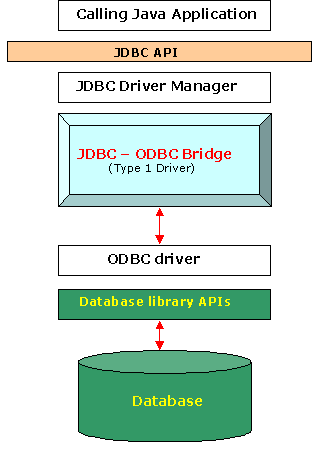 Calling Java Application
JDBC API
JDBC Driver Manager
JDBC – ODBC Bridge
(Type 1 Driver)
ODBC driver
Database library APIs
Database